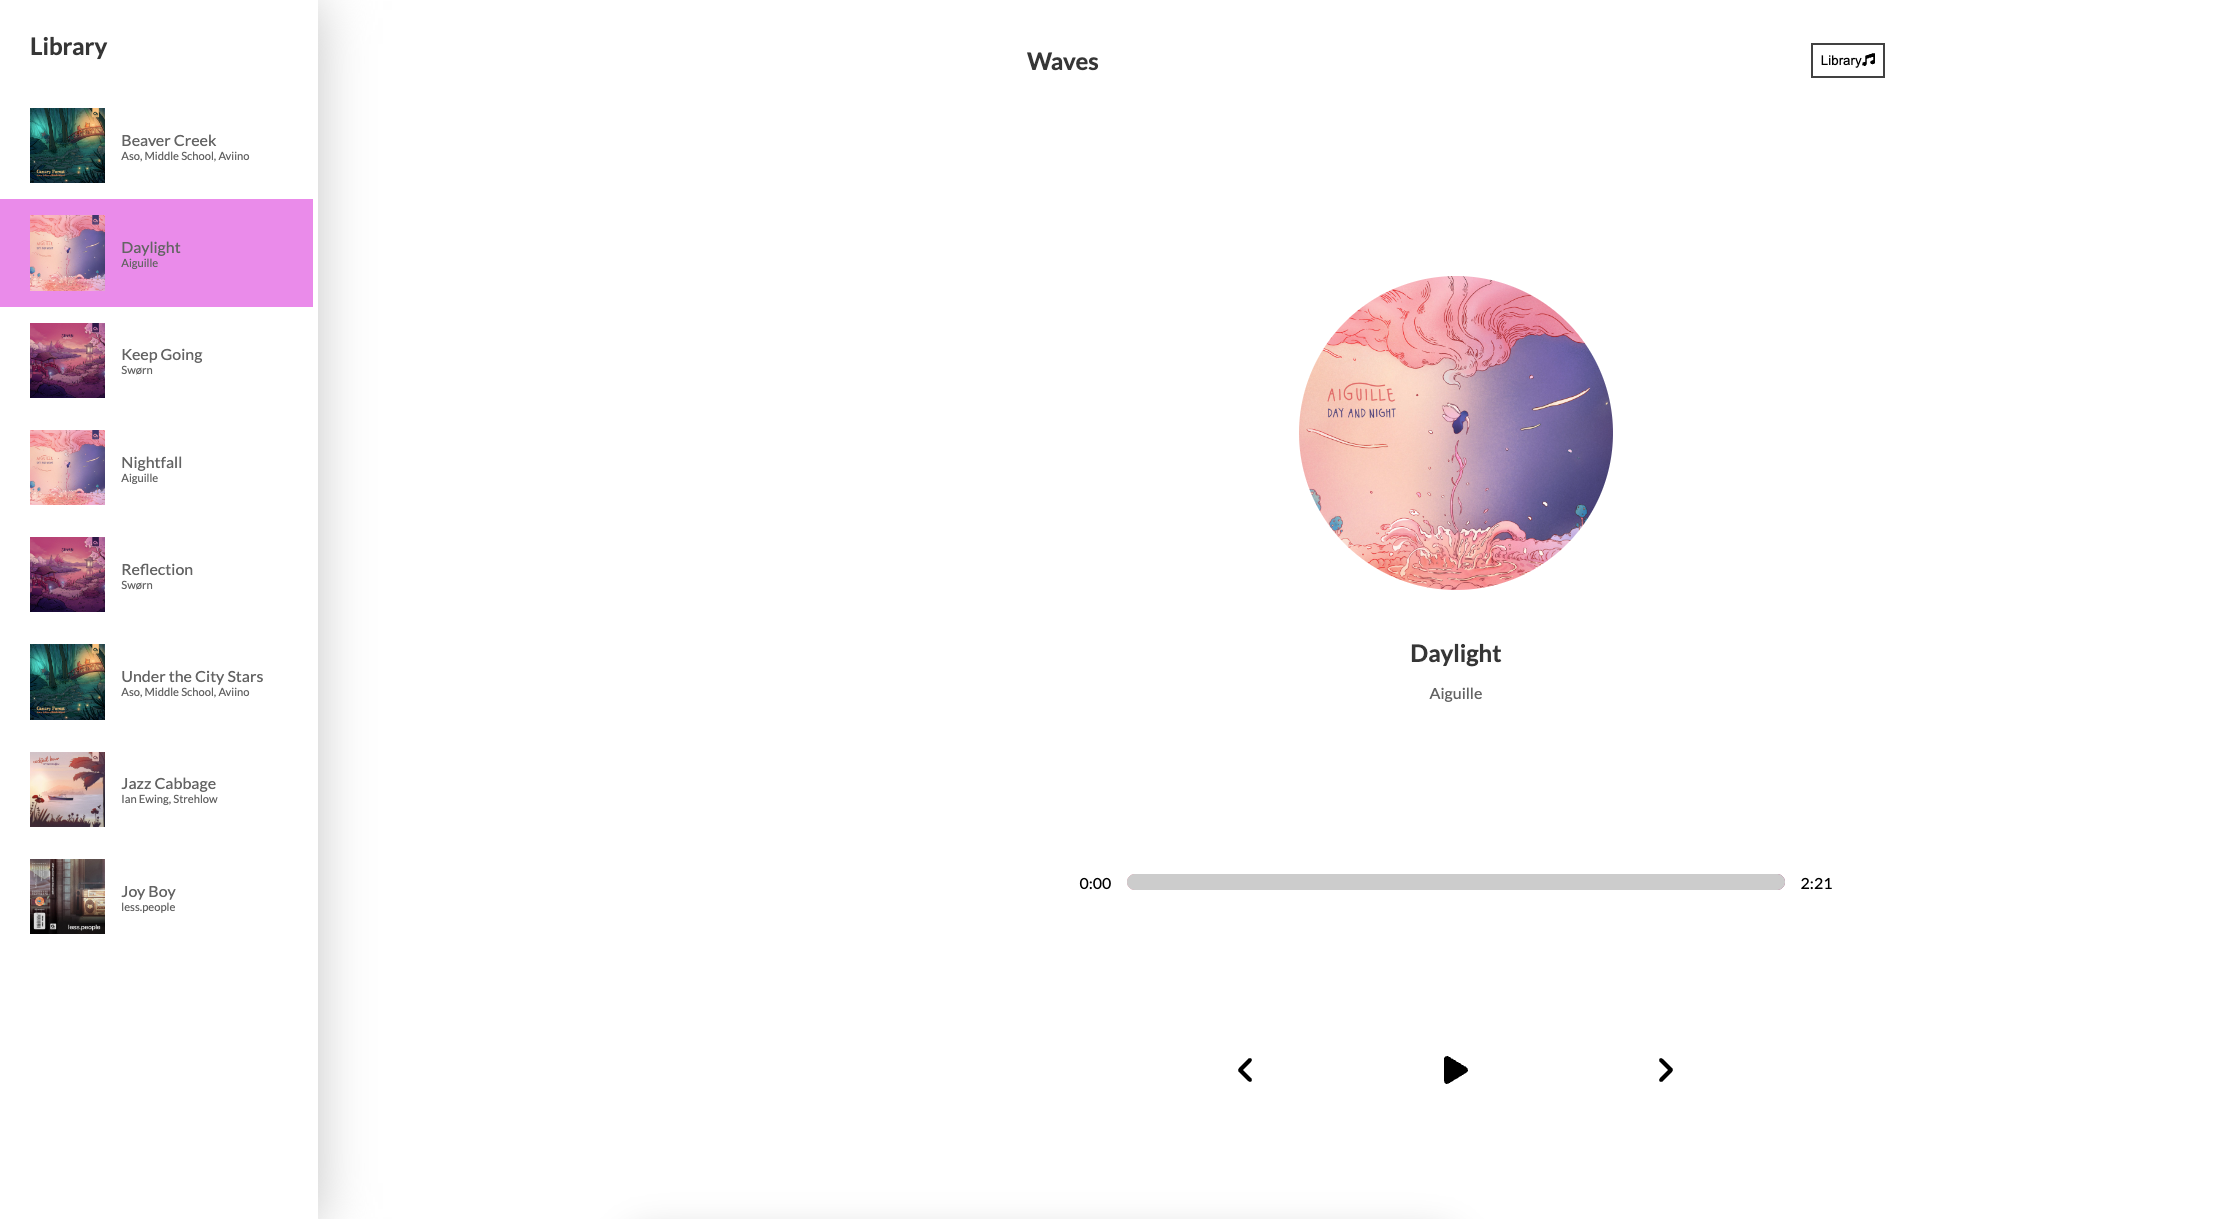 Library
Beaver Creek
Aso, Middle School, Aviino
Daylight
Aiguille
Keep Going
Swørn
Nightfall
Aiguille
Reflection
Swørn
Under the City Stars
Aso, Middle School, Aviino
Jazz Cabbage
Ian Ewing, Strehlow
less.people
Joy Boy
less.people
Waves
Library
AIGUILLE
DAY AND NIGHT
Daylight
Aiguille
0:00
2:21